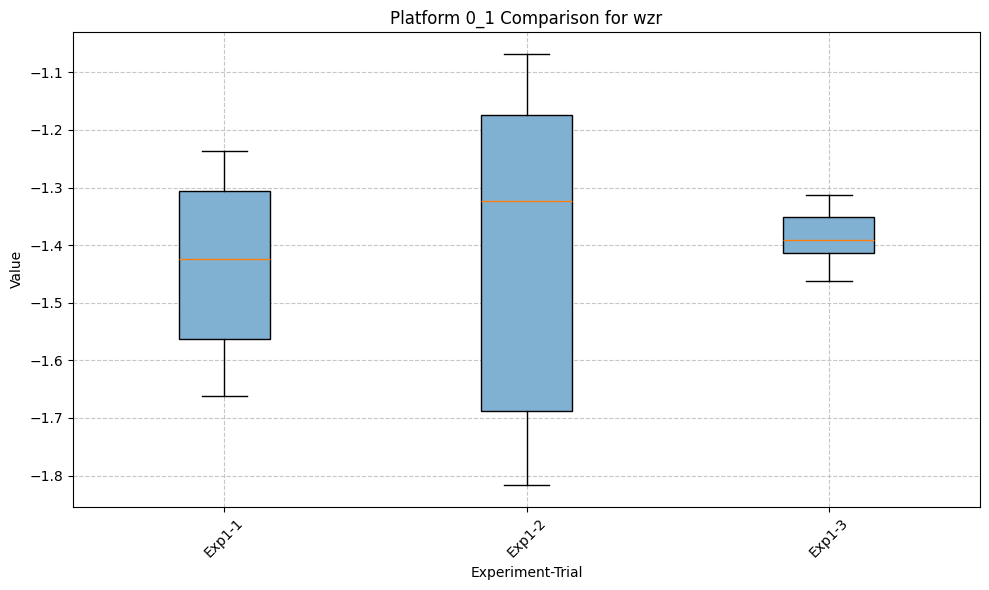 Platform 0_1 Comparison for wzr
Value
−1.1
−1.2
−1.3
−1.4
−1.5
−1.6
−1.7
−1.8
Exp1-1
Exp1-2
Exp1-3
Experiment-Trial